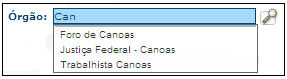 Órgão: Can
Foro de Canoas
Justiça Federal - Canoas
Trabalhista Canoas